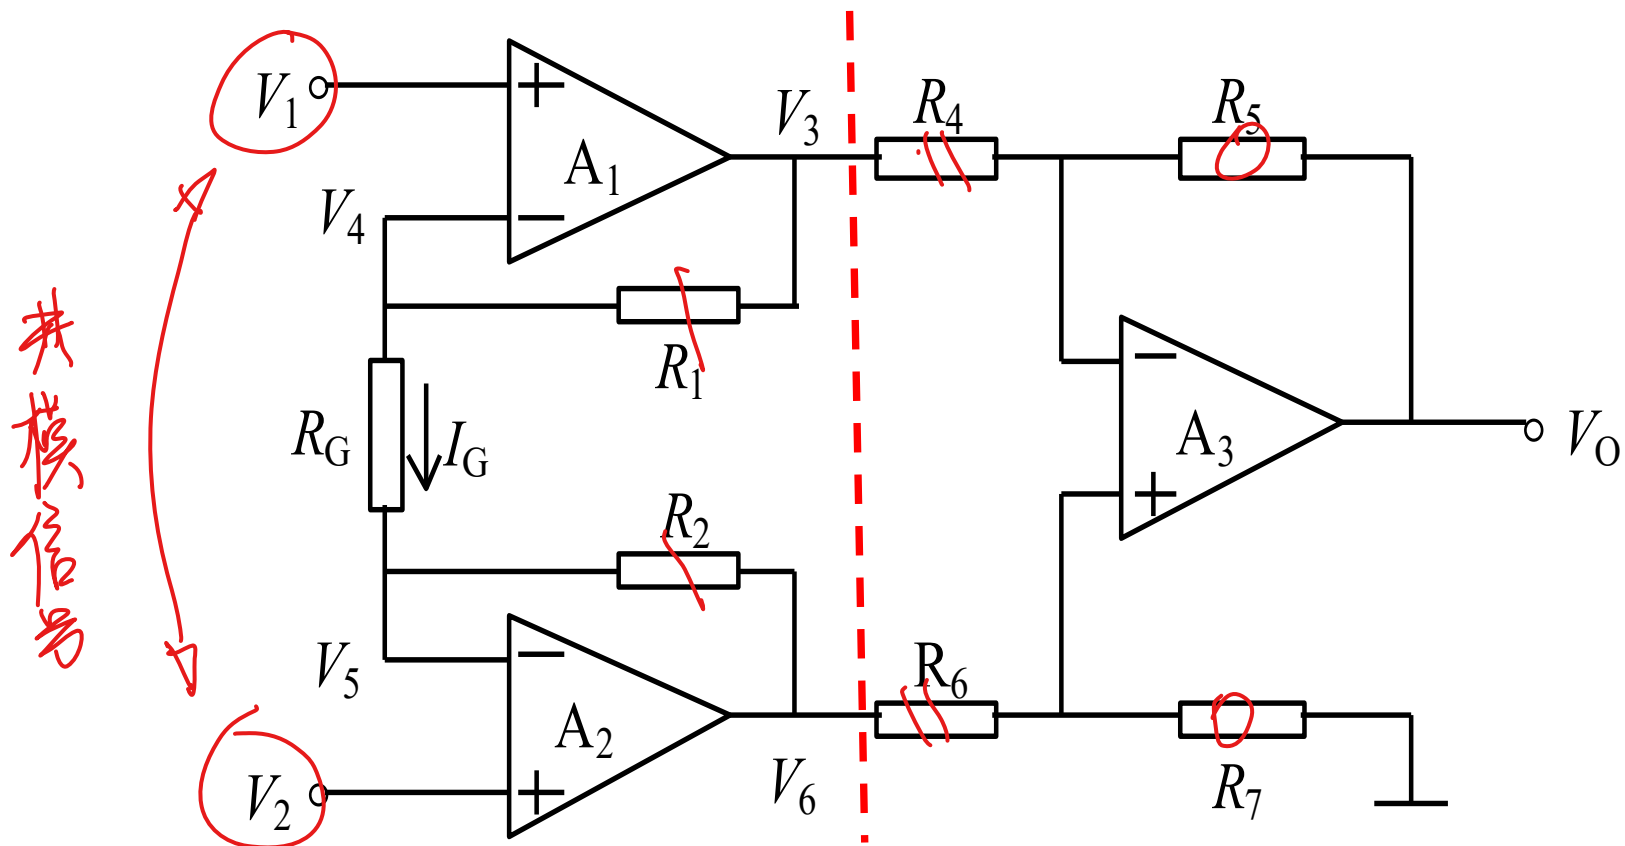 V1
+
A1
V3
R4
R5
V4
−
R1
RG
IG
−
A3
+
VO
R2
V5
−
A2
+
V2
V6
R6
R7
共
模
信
号